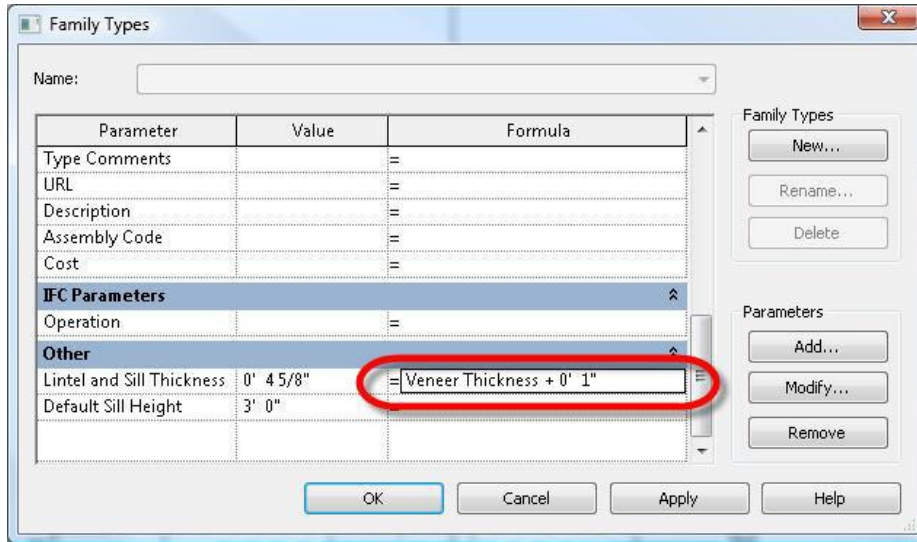 Family Types
Name:
Parameter Value Formula
Type Comments =
URL =
Description =
Assembly Code =
Cost =
IFC Parameters
Operation =
Other
Lintel and Sill Thickness 0' 4 5/8" = Veneer Thickness + 0' 1"
Default Sill Height 3' 0" =
Family Types
New...
Rename...
Delete
Parameters
Add...
Modify...
Remove
OK Cancel Apply Help